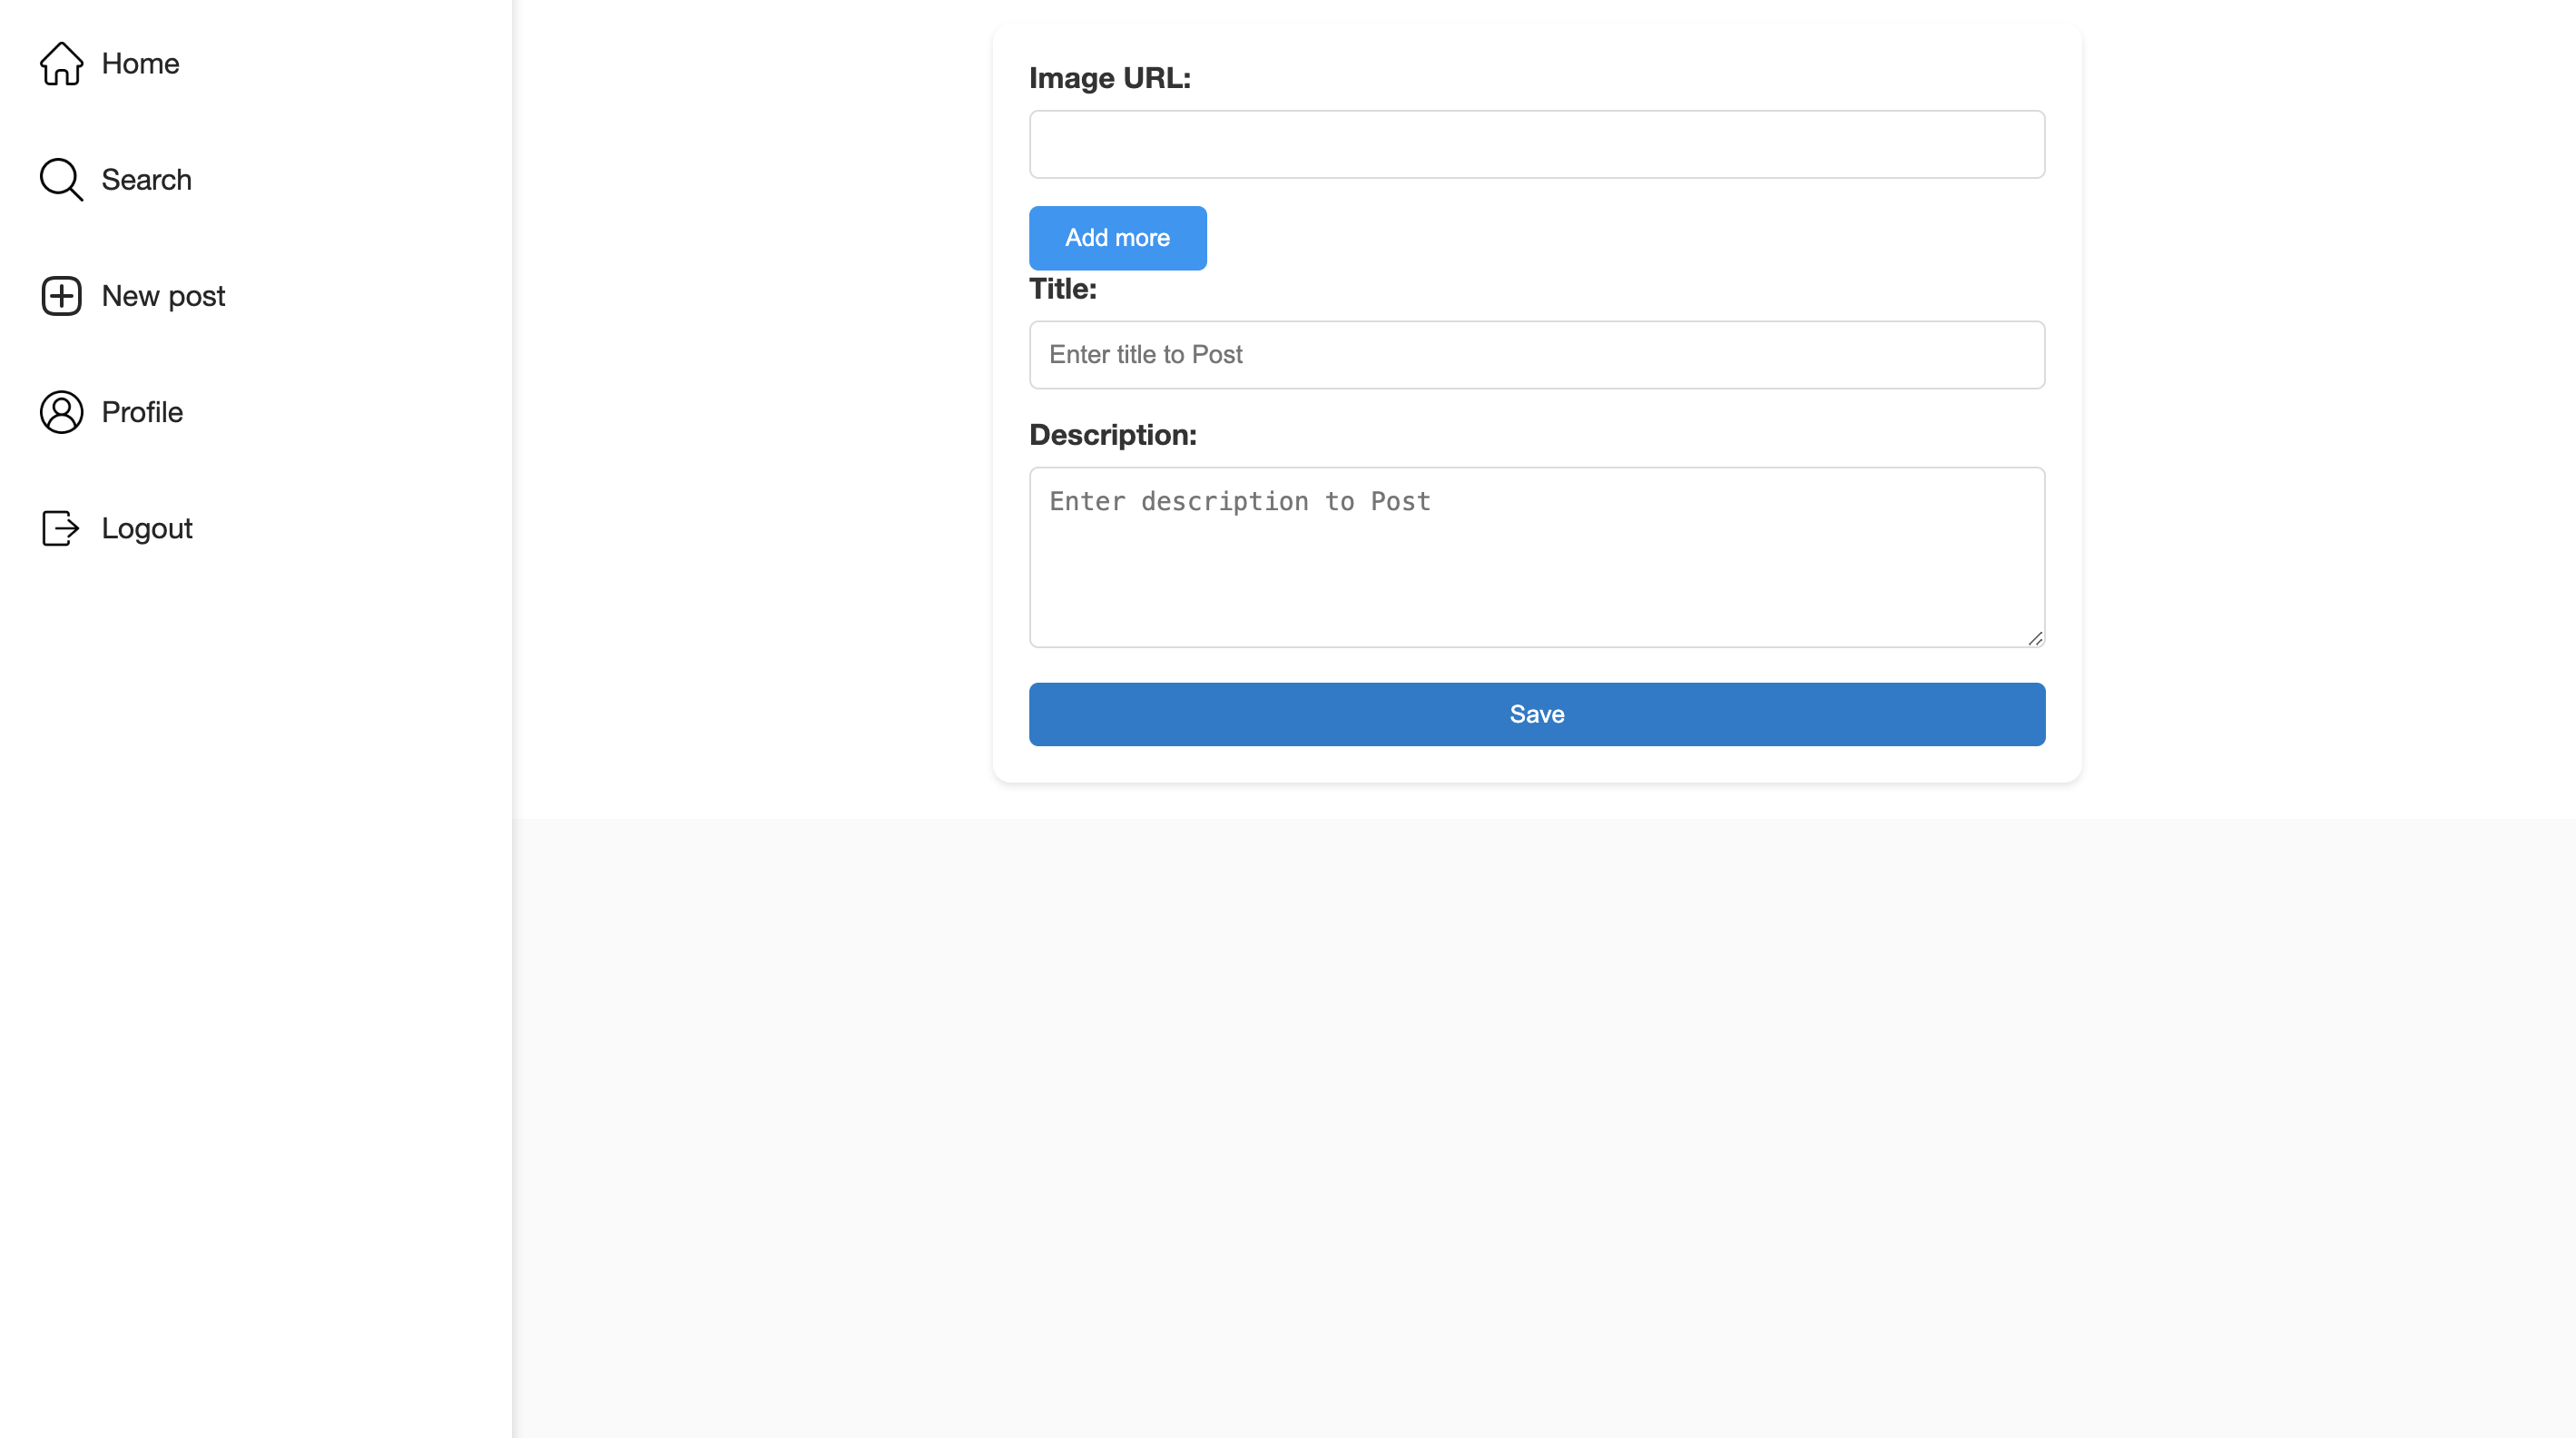 Home
Search
New post
Profile
Logout
Image URL:
Add more
Title:
Enter title to Post
Description:
Enter description to Post
Save